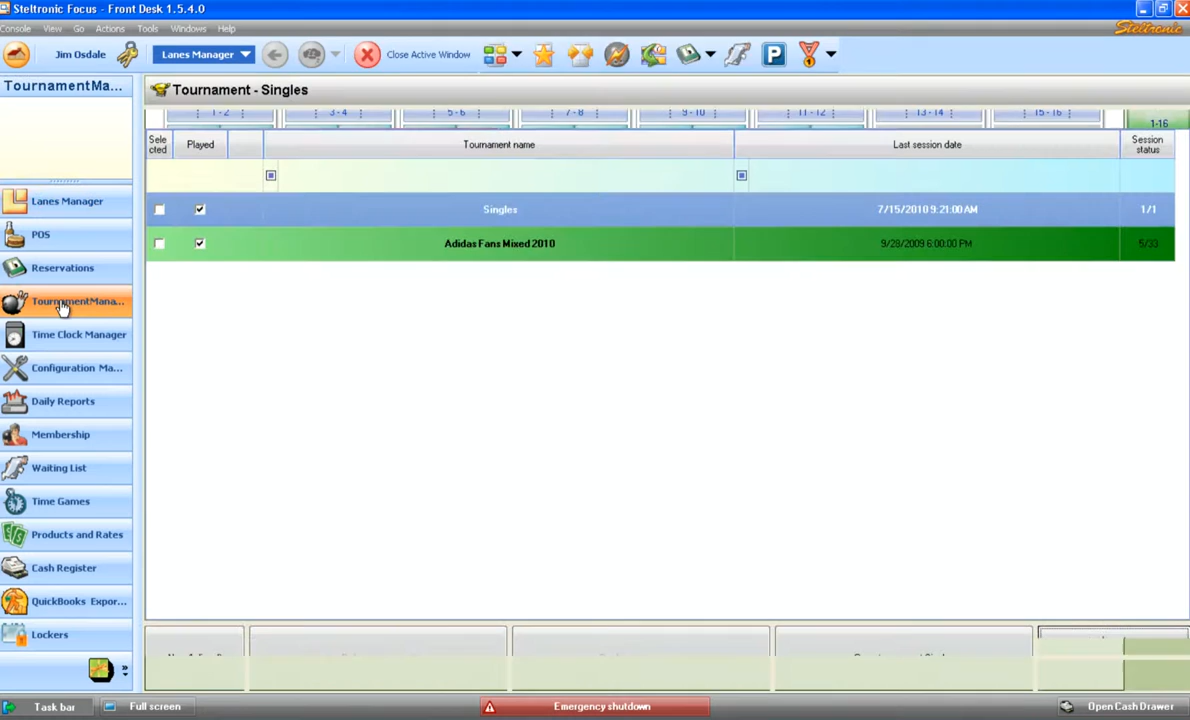 Steltronic Focus - Front Desk 1.5.4.0
Console View Go Actions Tools Windows Help
Steltronic
Jim Osdale Lanes Manager Close Active Window P
TournamentMa...
Tournament - Singles
1 - 2 3 - 4 5 - 6 7 - 8 9 - 10 11 - 12 13 - 14 15 - 16
1-16
Sele
cted
Played
Tournament name
Last session date
Session
status
Singles 7/15/2010 9:21:00 AM 1/1
Adidas Fans Mixed 2010 9/28/2009 6:00:00 PM 5/33
Lanes Manager
POS
Reservations
TournamentMana...
Time Clock Manager
Configuration Ma...
Daily Reports
Membership
Waiting List
Time Games
Products and Rates
Cash Register
QuickBooks Expor...
Lockers
»
Task bar Full screen Emergency shutdown Open Cash Drawer